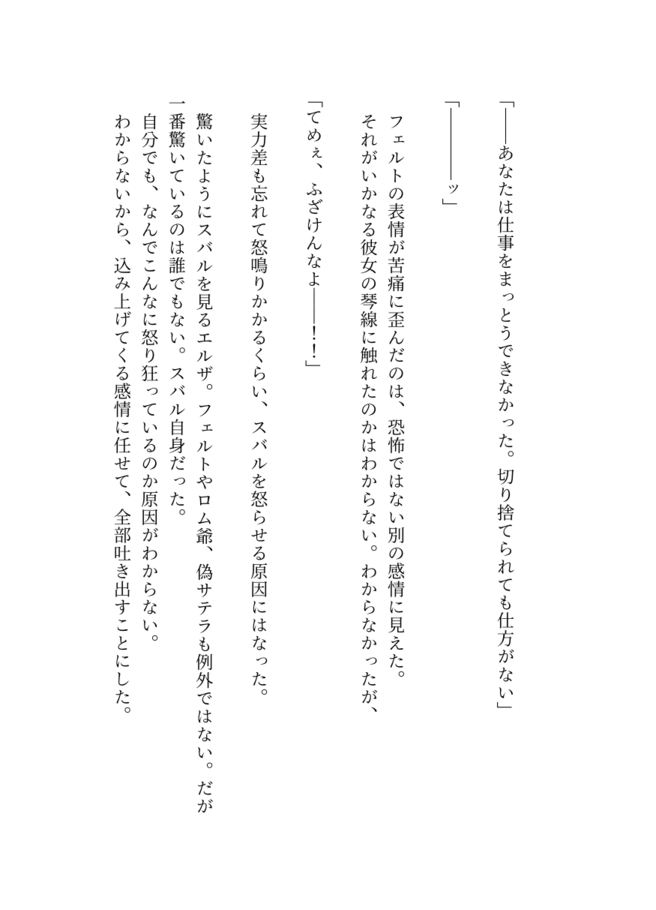 「――あなたは仕事をまっとうできなかった。切り捨てられても仕方がない」
「――――ッ」
フェルトの表情が苦痛に歪んだのは、恐怖ではない別の感情に見えた。
それがいかなる彼女の琴線に触れたのかはわからない。わからなかったが、
「てめぇ、ふざけんなよ――！！」
実力差も忘れて怒鳴りかかるくらい、スバルを怒らせる原因にはなった。
驚いたようにスバルを見るエルザ。フェルトやロム爺、偽サテラも例外ではない。だが
一番驚いているのは誰でもない。スバル自身だった。
自分でも、なんでこんなに怒り狂っているのか原因がわからない。
わからないから、込み上げてくる感情に任せて、全部吐き出すことにした。